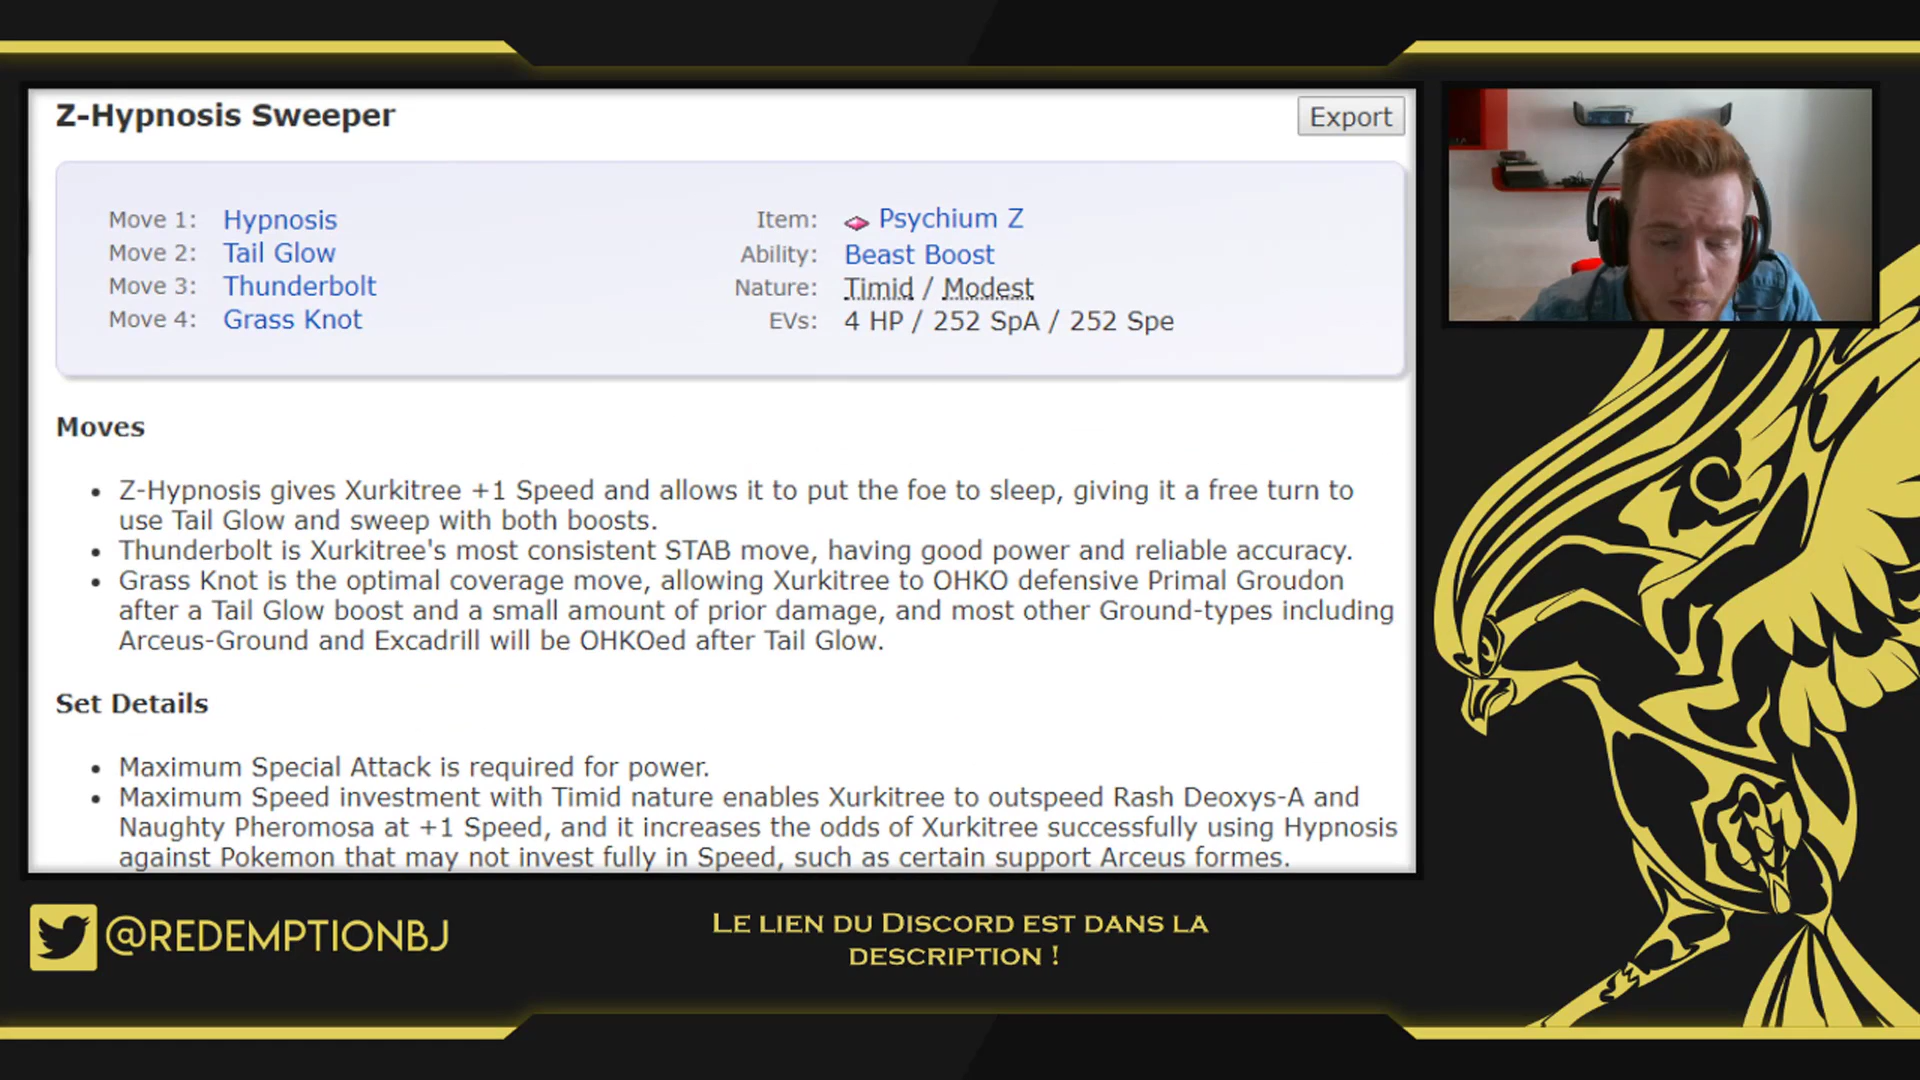 Z-Hypnosis Sweeper
Export
Move 1: Hypnosis
Move 2: Tail Glow
Move 3: Thunderbolt
Move 4: Grass Knot
Item: Psychium Z
Ability: Beast Boost
Nature: Timid / Modest
EVs: 4 HP / 252 SpA / 252 Spe
Moves
• Z-Hypnosis gives Xurkitree +1 Speed and allows it to put the foe to sleep, giving it a free turn to
use Tail Glow and sweep with both boosts.
• Thunderbolt is Xurkitree's most consistent STAB move, having good power and reliable accuracy.
• Grass Knot is the optimal coverage move, allowing Xurkitree to OHKO defensive Primal Groudon
after a Tail Glow boost and a small amount of prior damage, and most other Ground-types including
Arceus-Ground and Excadrill will be OHKOed after Tail Glow.
Set Details
• Maximum Special Attack is required for power.
• Maximum Speed investment with Timid nature enables Xurkitree to outspeed Rash Deoxys-A and
Naughty Pheromosa at +1 Speed, and it increases the odds of Xurkitree successfully using Hypnosis
against Pokemon that may not invest fully in Speed, such as certain support Arceus formes.
@REDEMPTIONBJ
LE LIEN DU DISCORD EST DANS LA
DESCRIPTION !